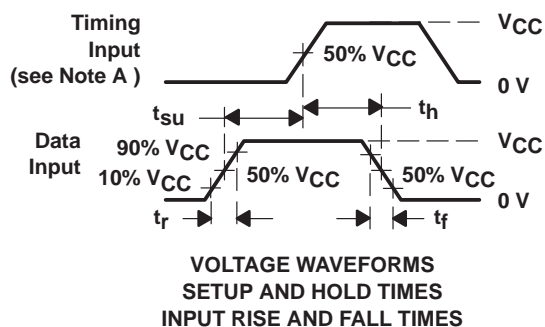 Timing
Input
(see Note A )
50% VCC
VCC
0 V
tsu
th
Data
Input
90% VCC
10% VCC
50% VCC
50% VCC
VCC
0 V
tr
tf
VOLTAGE WAVEFORMS
SETUP AND HOLD TIMES
INPUT RISE AND FALL TIMES